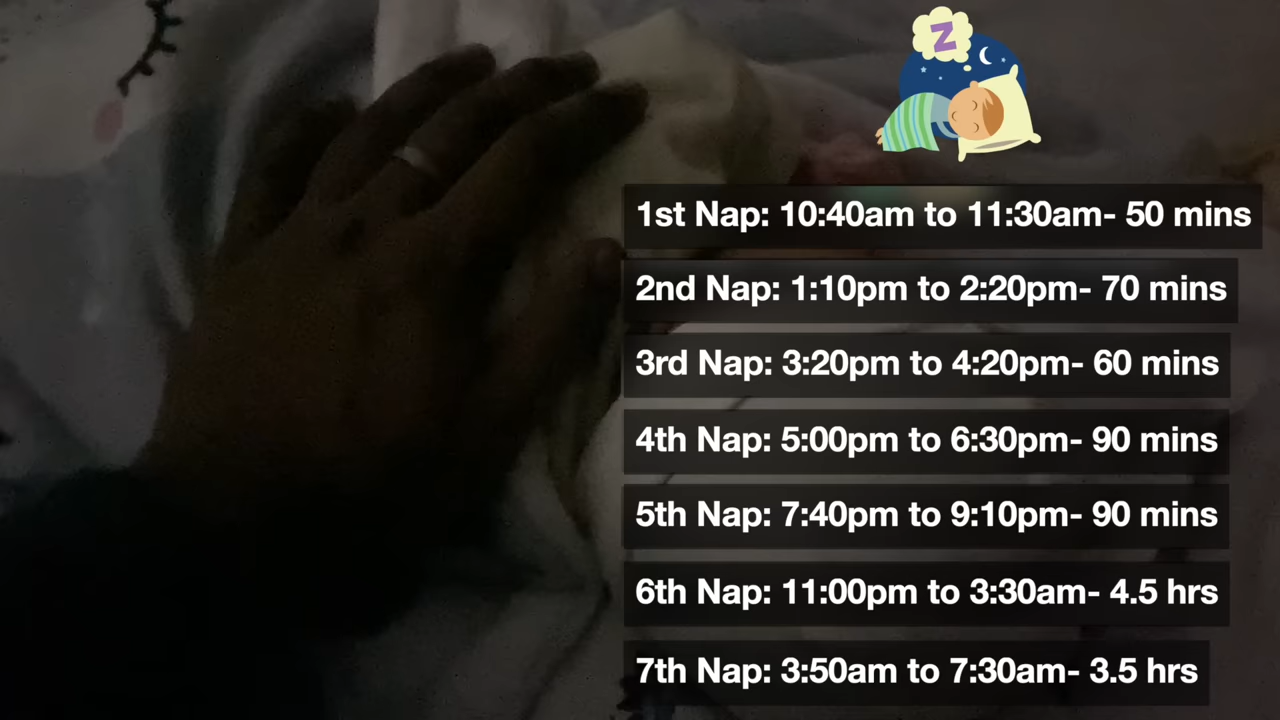 Z
1st Nap: 10:40am to 11:30am- 50 mins
2nd Nap: 1:10pm to 2:20pm- 70 mins
3rd Nap: 3:20pm to 4:20pm- 60 mins
4th Nap: 5:00pm to 6:30pm- 90 mins
5th Nap: 7:40pm to 9:10pm- 90 mins
6th Nap: 11:00pm to 3:30am- 4.5 hrs
7th Nap: 3:50am to 7:30am- 3.5 hrs